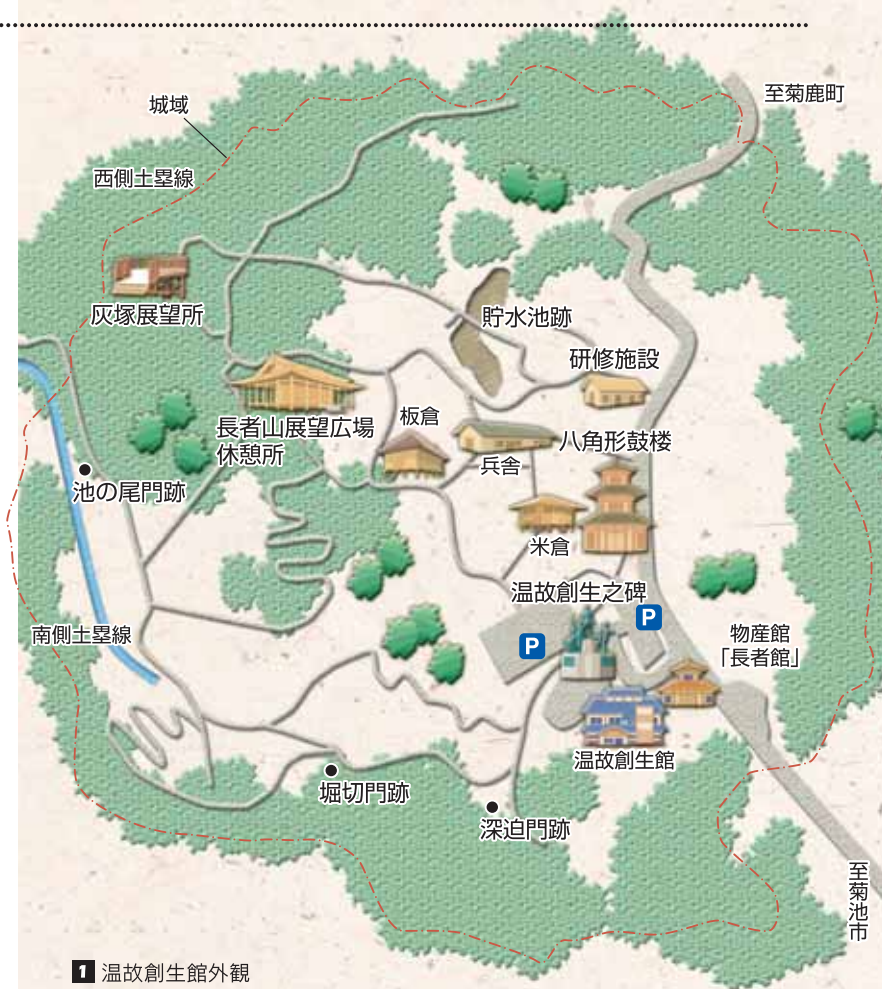 城域
至菊鹿町
西側土塁線
灰塚展望所
貯水池跡
研修施設
長者山展望広場
休憩所
板倉
兵舎
八角形鼓楼
池の尾門跡
米倉
温故創生之碑
P
P
南側土塁線
物産館
「長者館」
温故創生館
堀切門跡
深迫門跡
至菊池市
1 温故創生館外観